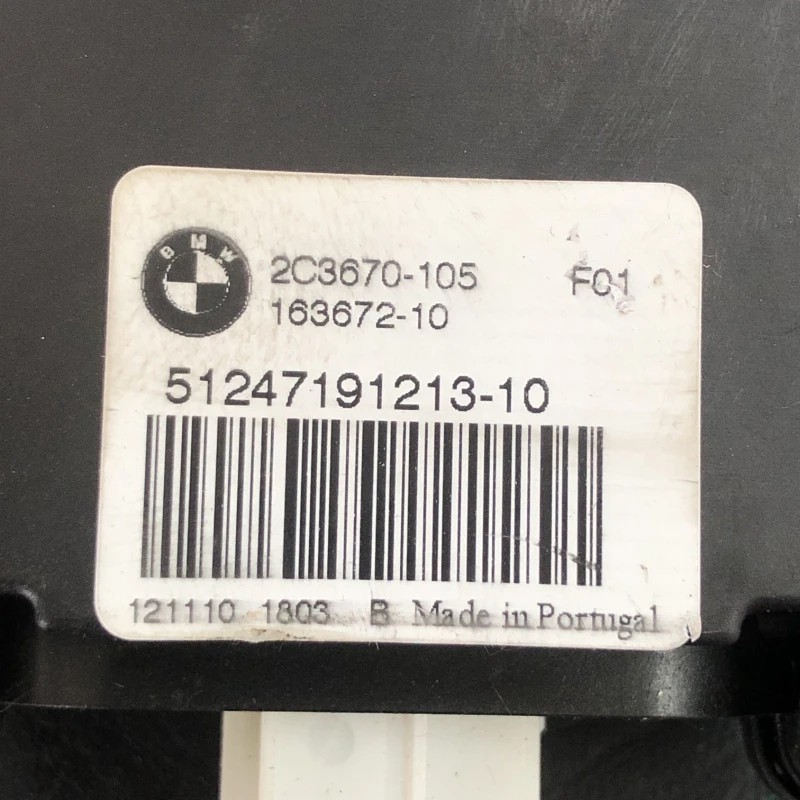 BMW
2C3670-105 F01
163672-10
51247191213-10
121110 1803 B Made in Portugal